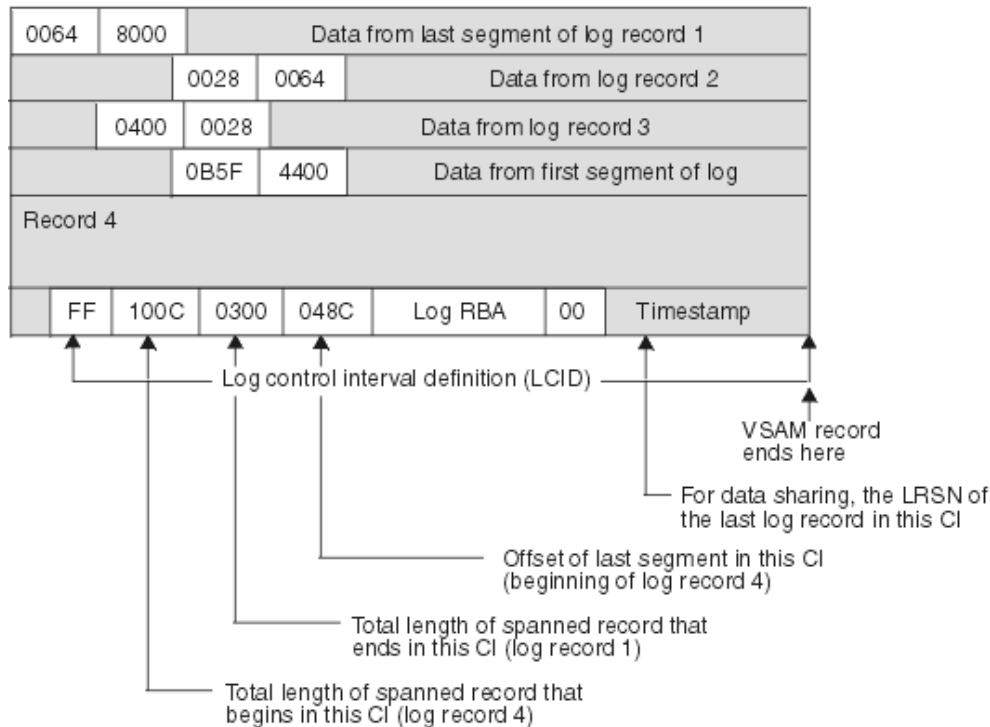 0064 8000 Data from last segment of log record 1
0028 0064 Data from log record 2
0400 0028 Data from log record 3
0B5F 4400 Data from first segment of log
Record 4
FF 100C 0300 048C Log RBA 00 Timestamp
Log control interval definition (LCID)
VSAM record
ends here
For data sharing, the LRSN of
the last log record in this CI
Offset of last segment in this CI
(beginning of log record 4)
Total length of spanned record that
ends in this CI (log record 1)
Total length of spanned record that
begins in this CI (log record 4)